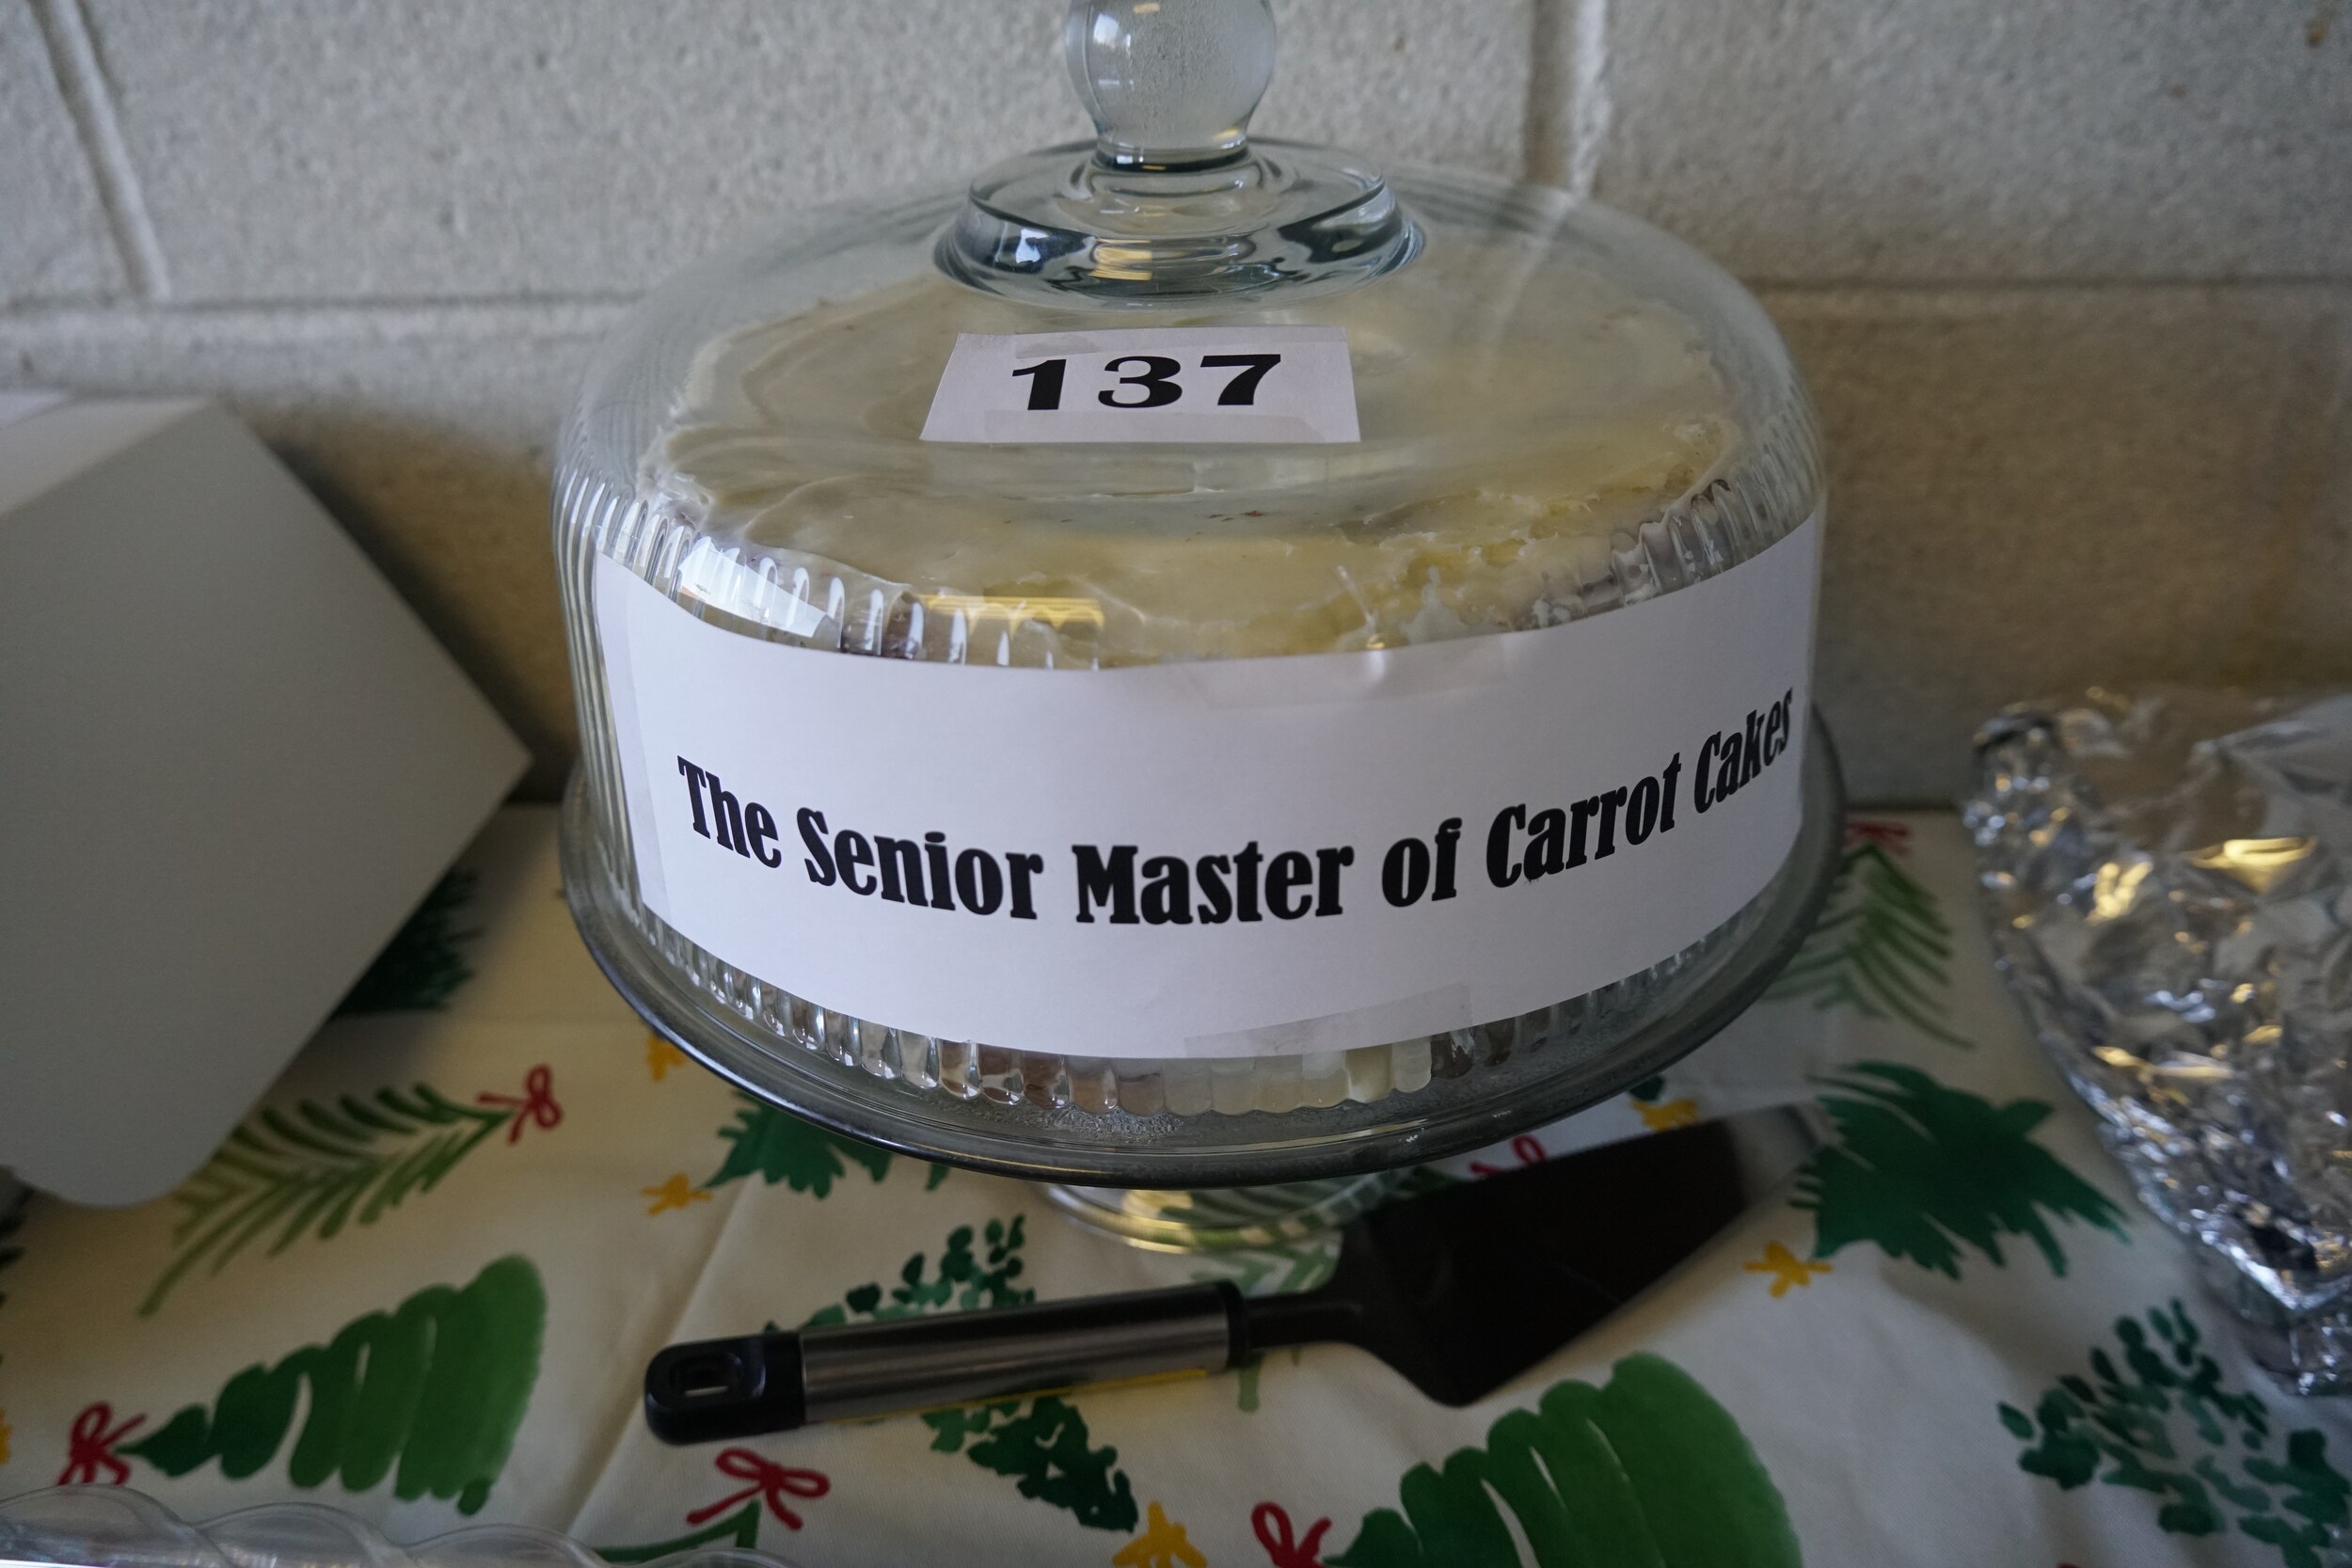 137
The Senior Master of Carrot Cakes